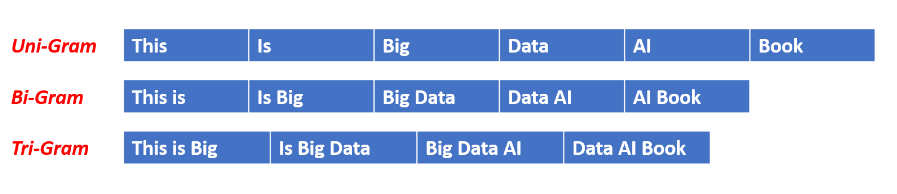 Uni-Gram This Is Big Data AI Book
Bi-Gram This is Is Big Big Data Data AI AI Book
Tri-Gram This is Big Is Big Data Big Data AI Data AI Book